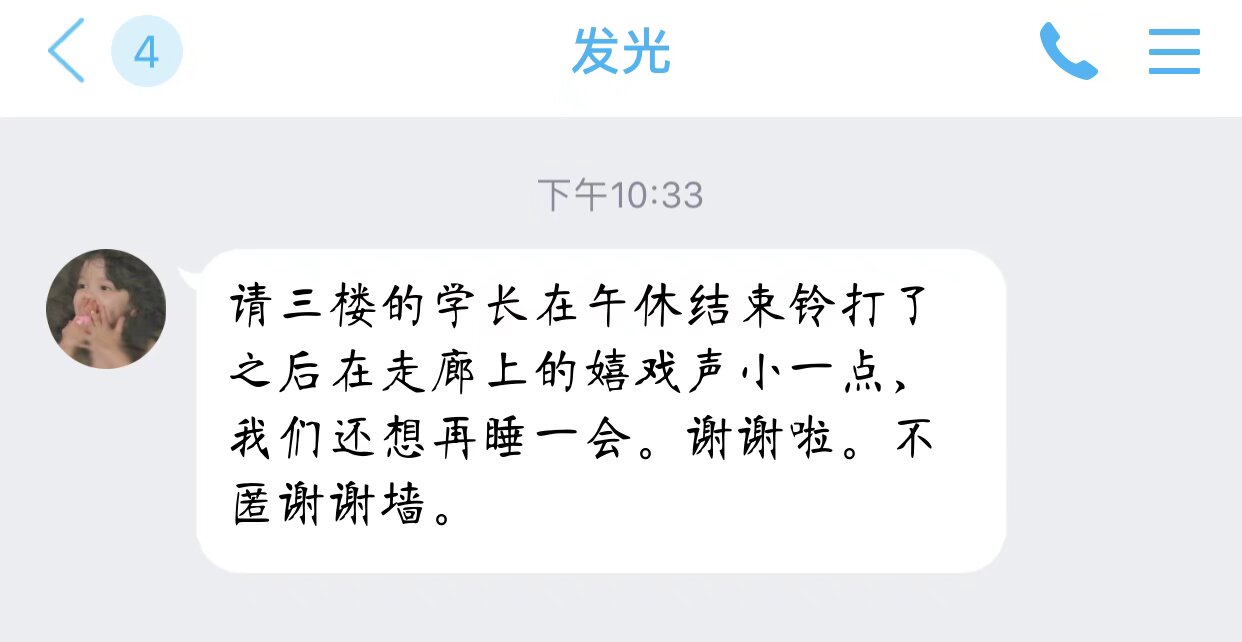 4
发光
下午10:33
请三楼的学长在午休结束铃打了
之后在走廊上的嬉戏声小一点，
我们还想再睡一会。谢谢啦。不
匿谢谢墙。